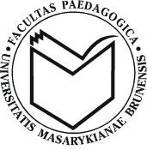 • FACULTAS PAEDAGOGICA •
UNIVERSITATIS MASARYKIANAE BRUNENSIS